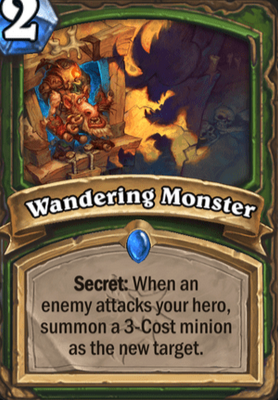 2
Wandering Monster
Secret: When an
enemy attacks your hero,
summon a 3-Cost minion
as the new target.